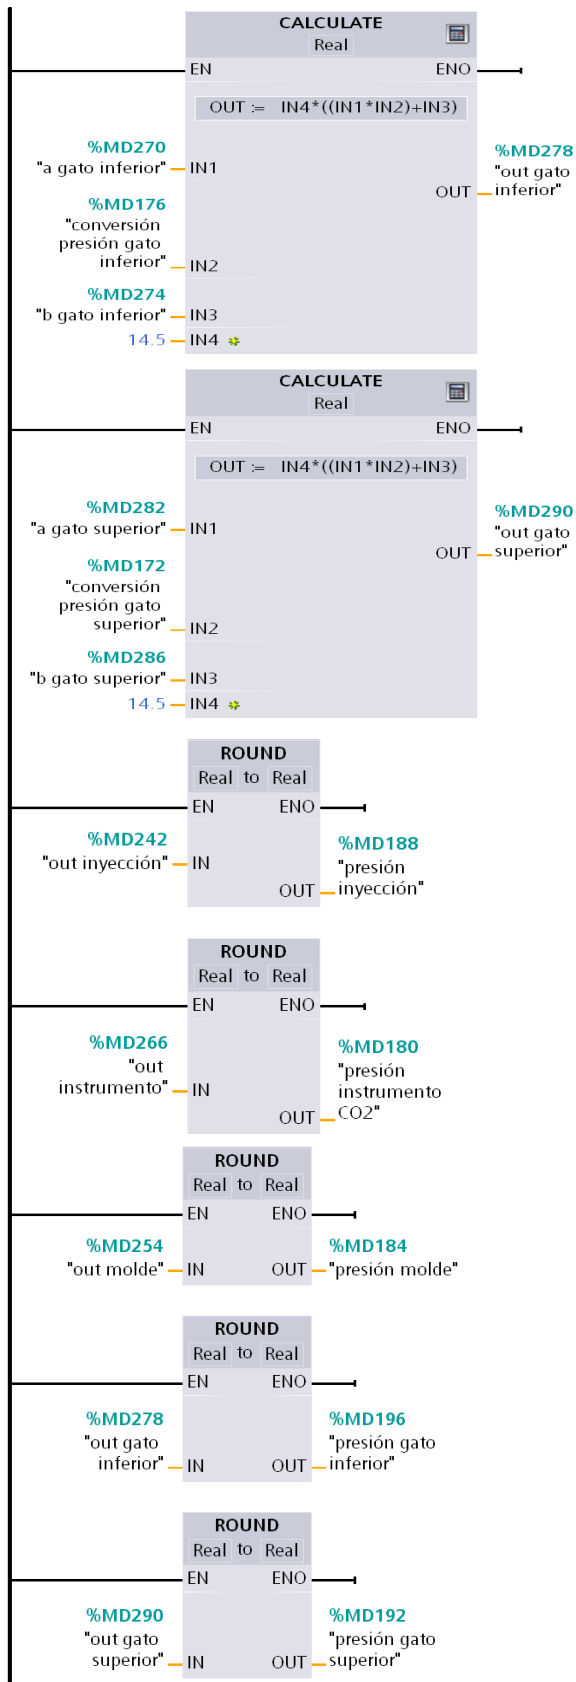 CALCULATE
Real
EN
ENO
OUT := IN4*((IN1*IN2)+IN3)
%MD270
"a gato inferior"
IN1
%MD278
"out gato
inferior"
OUT
%MD176
"conversión
presión gato
inferior"
IN2
%MD274
"b gato inferior"
IN3
14.5
IN4
CALCULATE
Real
EN
ENO
OUT := IN4*((IN1*IN2)+IN3)
%MD282
"a gato superior"
IN1
%MD290
"out gato
superior"
OUT
%MD172
"conversión
presión gato
superior"
IN2
%MD286
"b gato superior"
IN3
14.5
IN4
ROUND
Real to Real
EN
ENO
%MD242
"out inyección"
IN
%MD188
"presión
inyección"
OUT
ROUND
Real to Real
EN
ENO
%MD266
"out
instrumento"
IN
%MD180
"presión
instrumento
CO2"
OUT
ROUND
Real to Real
EN
ENO
%MD254
"out molde"
IN
OUT
%MD184
"presión molde"
ROUND
Real to Real
EN
ENO
%MD278
"out gato
inferior"
IN
OUT
%MD196
"presión gato
inferior"
ROUND
Real to Real
EN
ENO
%MD290
"out gato
superior"
IN
OUT
%MD192
"presión gato
superior"